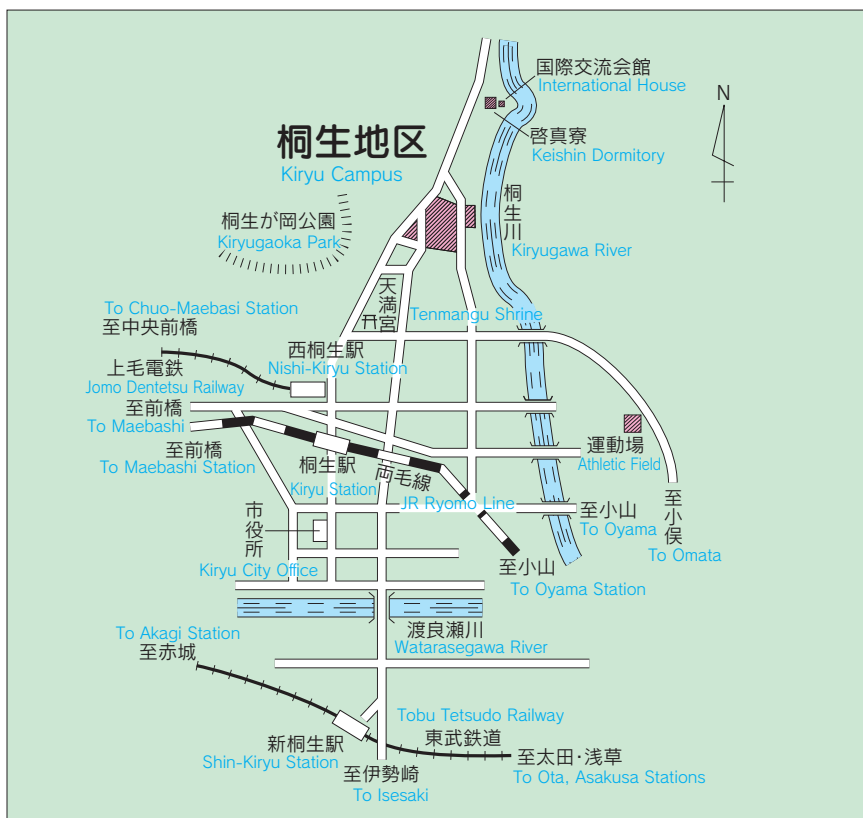 国際交流会館
International House
N
啓真寮
Keishin Dormitory
桐生地区
Kiryu Campus
桐生川
Kiryugawa River
桐生が岡公園
Kiryugaoka Park
天満宮
Tenmangu Shrine
To Chuo-Maebasi Station
至中央前橋
西桐生駅
Nishi-Kiryu Station
上毛電鉄
Jomo Dentetsu Railway
至前橋
To Maebashi
至前橋
To Maebashi Station
桐生駅
Kiryu Station
両毛線
JR Ryomo Line
運動場
Athletic Field
至小山
To Oyama
至小俣
To Omata
市役所
Kiryu City Office
至小山
To Oyama Station
渡良瀬川
Watarasegawa River
To Akagi Station
至赤城
Tobu Tetsudo Railway
東武鉄道
新桐生駅
Shin-Kiryu Station
至太田・浅草
To Ota, Asakusa Stations
至伊勢崎
To Isesaki